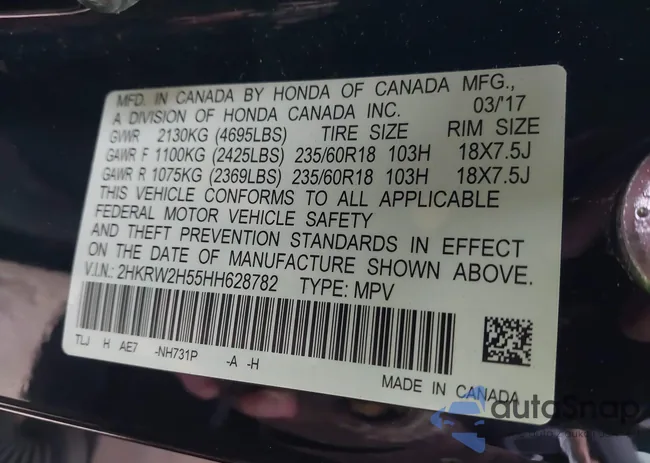 MFD. IN CANADA BY HONDA OF CANADA MFG.,
A DIVISION OF HONDA CANADA INC. 03/'17
GVWR 2130KG (4695LBS) TIRE SIZE RIM SIZE
GAWR F 1100KG (2425LBS) 235/60R18 103H 18X7.5J
GAWR R 1075KG (2369LBS) 235/60R18 103H 18X7.5J
THIS VEHICLE CONFORMS TO ALL APPLICABLE
FEDERAL MOTOR VEHICLE SAFETY
AND THEFT PREVENTION STANDARDS IN EFFECT
ON THE DATE OF MANUFACTURE SHOWN ABOVE.
V.I.N.: 2HKRW2H55HH628782 TYPE: MPV
TLJ H AE7 -NH731P -A -H
MADE IN CANADA
autoSnap